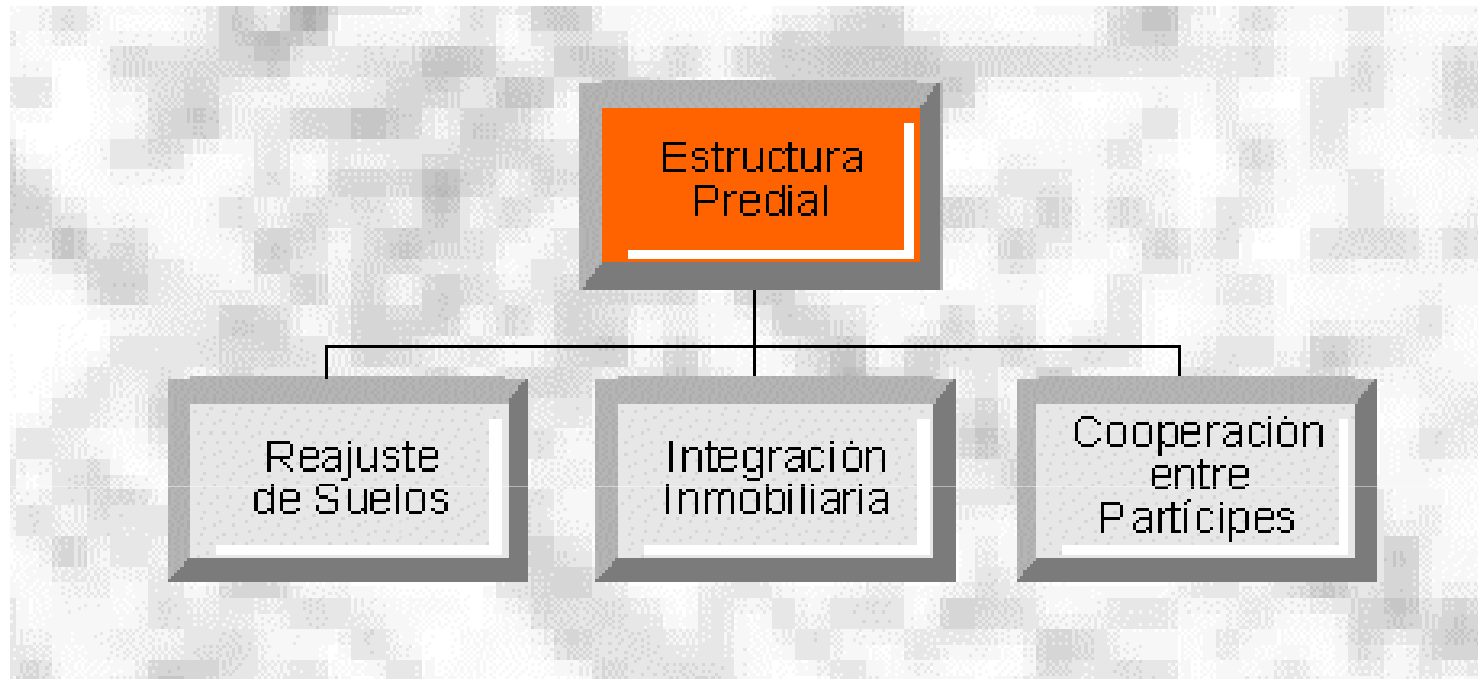 Estructura
Predial
Reajuste
de Suelos
Integración
Inmobiliaria
Cooperación
entre
Partícipes